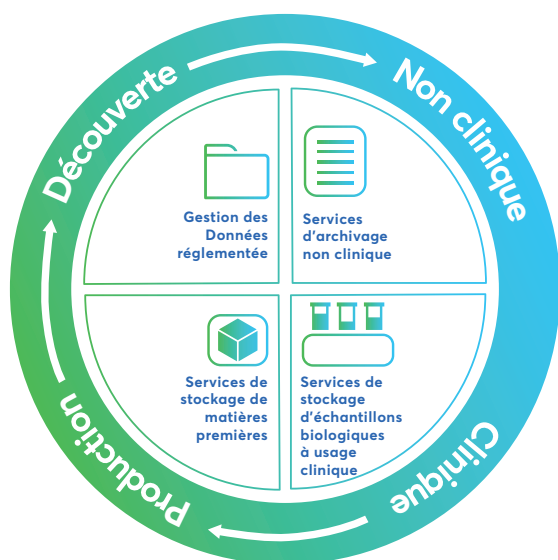 Découverte
Non clinique
Gestion des
Données
réglementée
Services
d'archivage
non clinique
Services de
stockage de
matières
premières
Services de
stockage
d'échantillons
biologiques
à usage
clinique
Production
Clinique